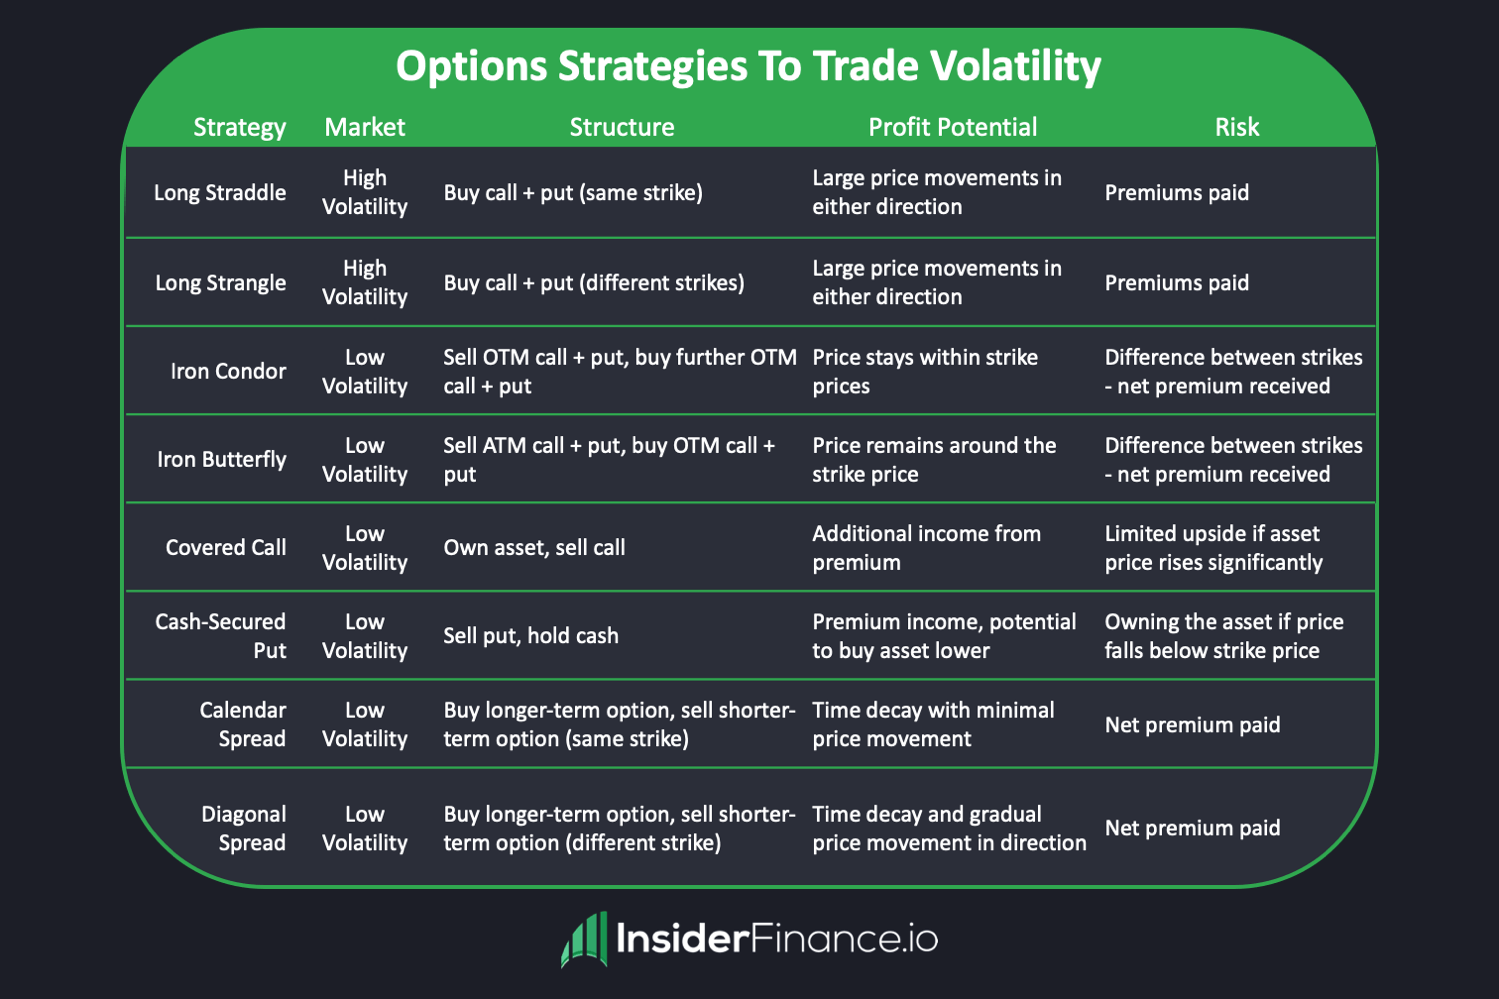 Options Strategies To Trade Volatility
Strategy Market Structure Profit Potential Risk
Long Straddle
High
Volatility
Buy call + put (same strike)
Large price movements in
either direction
Premiums paid
Long Strangle
High
Volatility
Buy call + put (different strikes)
Large price movements in
either direction
Premiums paid
Iron Condor
Low
Volatility
Sell OTM call + put, buy further OTM
call + put
Price stays within strike
prices
Difference between strikes
- net premium received
Iron Butterfly
Low
Volatility
Sell ATM call + put, buy OTM call +
put
Price remains around the
strike price
Difference between strikes
- net premium received
Covered Call
Low
Volatility
Own asset, sell call
Additional income from
premium
Limited upside if asset
price rises significantly
Cash-Secured
Put
Low
Volatility
Sell put, hold cash
Premium income, potential
to buy asset lower
Owning the asset if price
falls below strike price
Calendar
Spread
Low
Volatility
Buy longer-term option, sell shorter-
term option (same strike)
Time decay with minimal
price movement
Net premium paid
Diagonal
Spread
Low
Volatility
Buy longer-term option, sell shorter-
term option (different strike)
Time decay and gradual
price movement in direction
Net premium paid
InsiderFinance.io